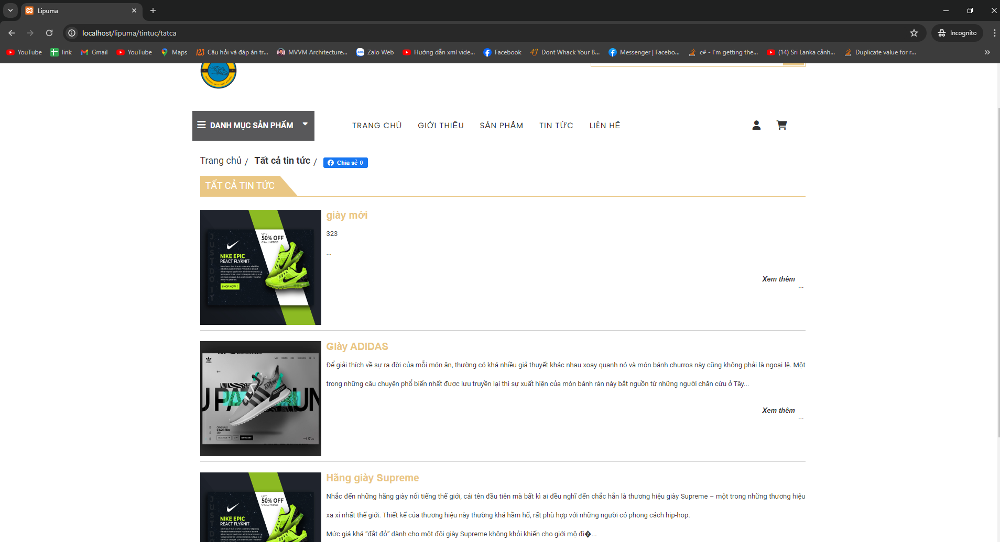 Lipuma
localhost/lipuma/tintuc/tatca
Incognito
YouTube
link
Gmail
YouTube
Maps
123 Câu hỏi và đáp án tr...
MVVM Architecture...
Zalo Web
Hướng dẫn xml vide...
Facebook
Dont Whack Your B...
Messenger | Facebo...
c# - I'm getting the...
(14) Sri Lanka cảnh...
Duplicate value for r...
DANH MỤC SẢN PHẨM
TRANG CHỦ
GIỚI THIỆU
SẢN PHẨM
TIN TỨC
LIÊN HỆ
Trang chủ / Tất cả tin tức /
Chia sẻ 0
TẤT CẢ TIN TỨC
JUST DO IT
UPTO
50% OFF
ON ALL MODELS
NIKE EPIC
REACT FLYKNIT
SHOP NOW
giày mới
323
...
Xem thêm
...
ORIGINALS
U PATH RUN
ADD TO CART
Giày ADIDAS
Để giải thích về sự ra đời của mỗi món ăn, thường có khá nhiều giả thuyết khác nhau xoay quanh nó và món bánh churros này cũng không phải là ngoại lệ. Một
trong những câu chuyện phổ biến nhất được lưu truyền lại thì sự xuất hiện của món bánh rán này bắt nguồn từ những người chăn cừu ở Tây...
Xem thêm
...
UPTO
50% OFF
ON ALL MODELS
NIKE EPIC
REACT FLYKNIT
Hãng giày Supreme
Nhắc đến những hãng giày nổi tiếng thế giới, cái tên đầu tiên mà bất kì ai đều nghĩ đến chắc hẳn là thương hiệu giày Supreme – một trong những thương hiệu
xa xỉ nhất thế giới. Thiết kế của thương hiệu này thường khá hầm hố, rất phù hợp với những người có phong cách hip-hop.
Mức giá khá “đắt đỏ” dành cho một đôi giày Supreme không khỏi khiến cho giới mộ đi�...